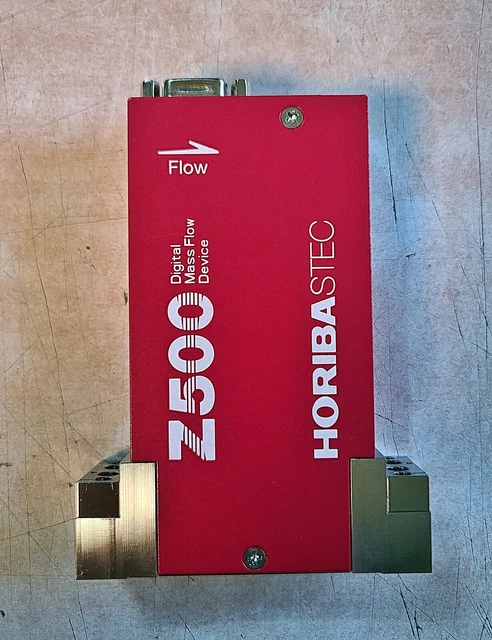 Flow
Z500
Digital
Mass Flow
Device
HORIBASTEC